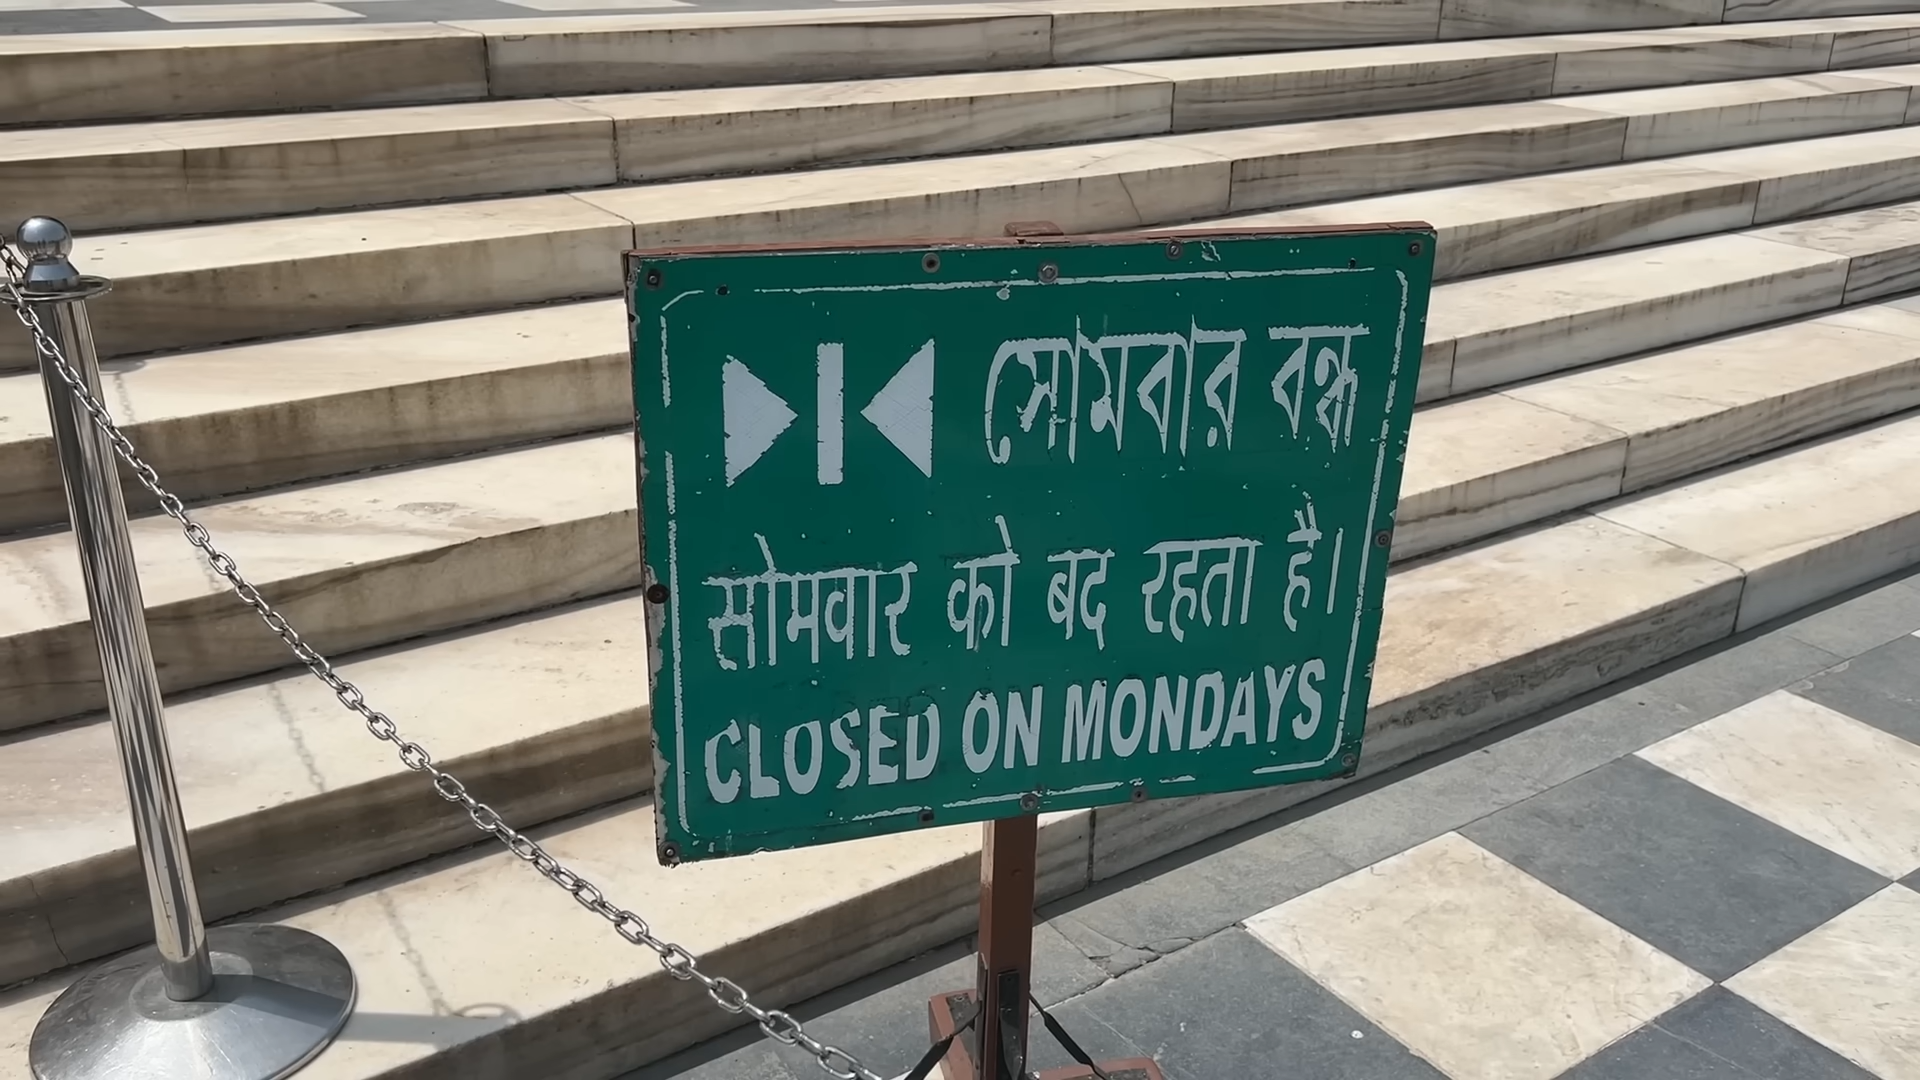 সোমবার বন্ধ
सोमवार को बद रहता है।
CLOSED ON MONDAYS